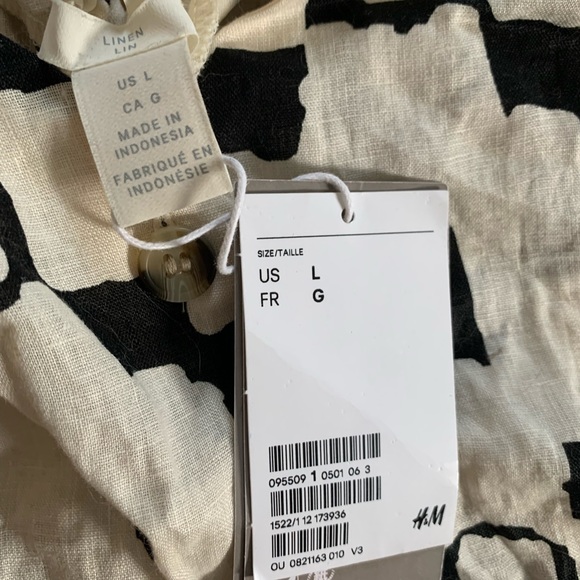 LINEN
LIN
US L
CA G
MADE IN
INDONESIA
FABRIQUÉ EN
INDONÉSIE
SIZE/TAILLE
US L
FR G
095509 1 0501 06 3
1522/1 12 173936
H&M
OU 0821163 010 V3